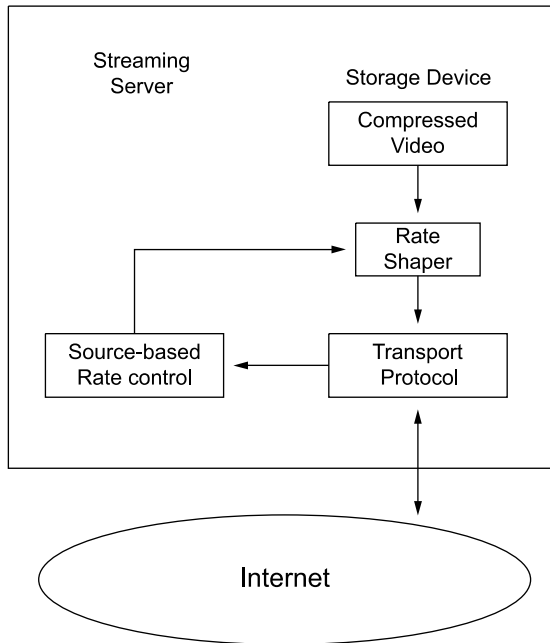 Streaming
Server
Storage Device
Compressed
Video
Rate
Shaper
Source-based
Rate control
Transport
Protocol
Internet